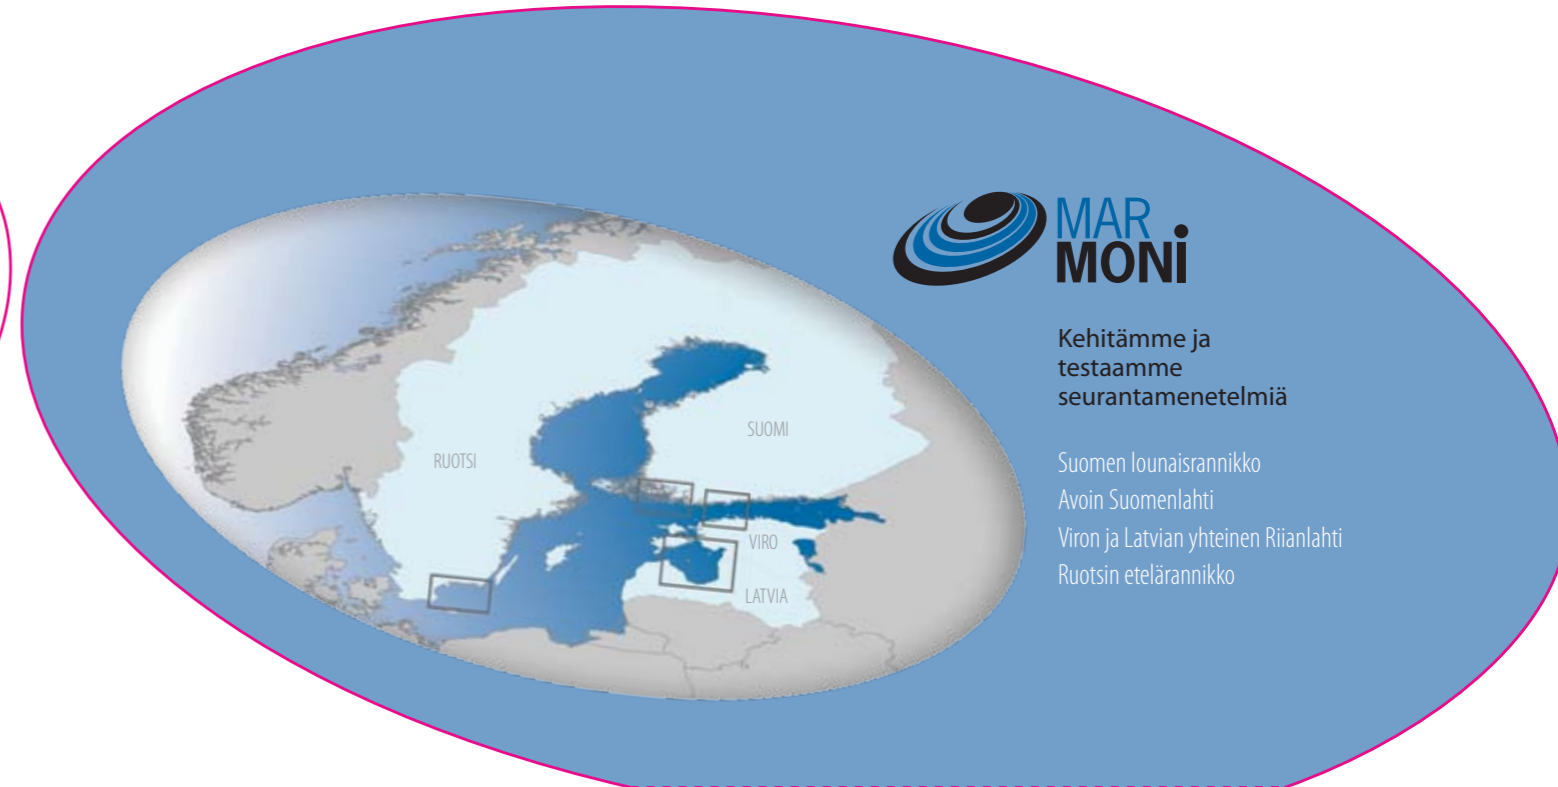 MAR
MONi
Kehitämme ja
testaamme
seurantamenetelmiä
Suomen lounaisrannikko
Avoin Suomenlahti
Viron ja Latvian yhteinen Riianlahti
Ruotsin etelärannikko
SUOMI
RUOTSI
VIRO
LATVIA